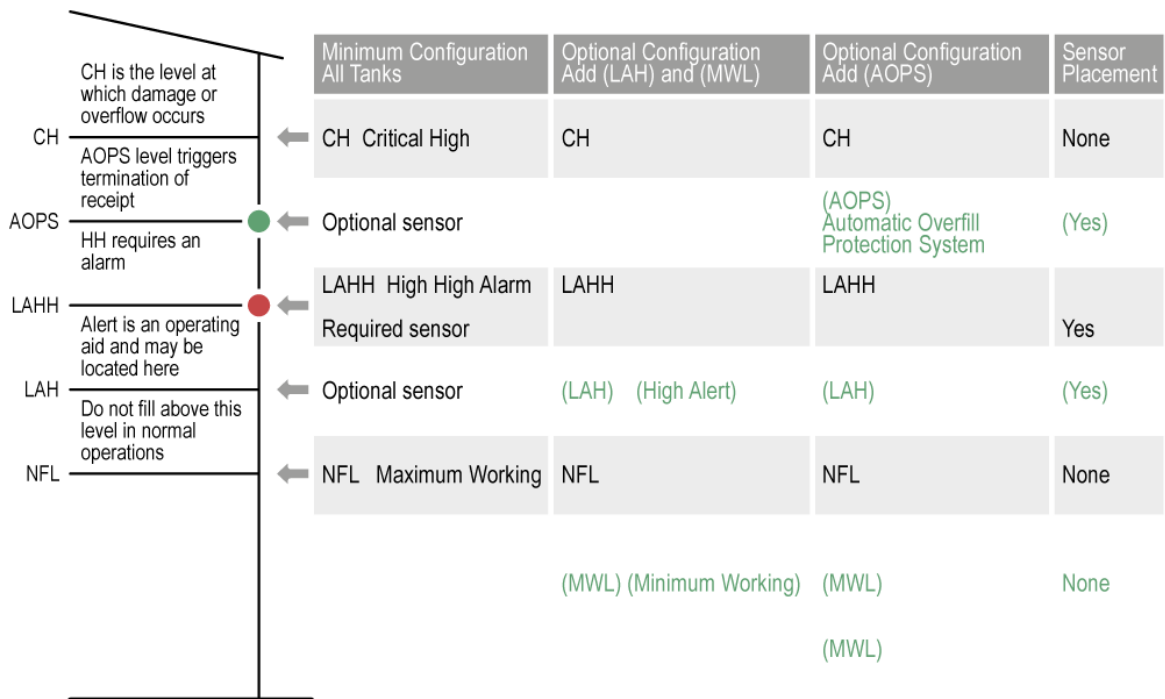 Minimum Configuration
All Tanks
Optional Configuration
Add (LAH) and (MWL)
Optional Configuration
Add (AOPS)
Sensor
Placement
CH is the level at
which damage or
overflow occurs
CH
CH Critical High
CH
CH
None
AOPS level triggers
termination of
receipt
AOPS
Optional sensor
(AOPS)
Automatic Overfill
Protection System
(Yes)
HH requires an
alarm
LAHH
LAHH High High Alarm
Required sensor
LAHH
LAHH
Yes
Alert is an operating
aid and may be
located here
LAH
Optional sensor
(LAH) (High Alert)
(LAH)
(Yes)
Do not fill above this
level in normal
operations
NFL
NFL Maximum Working
NFL
NFL
None
(MWL) (Minimum Working)
(MWL)
None
(MWL)